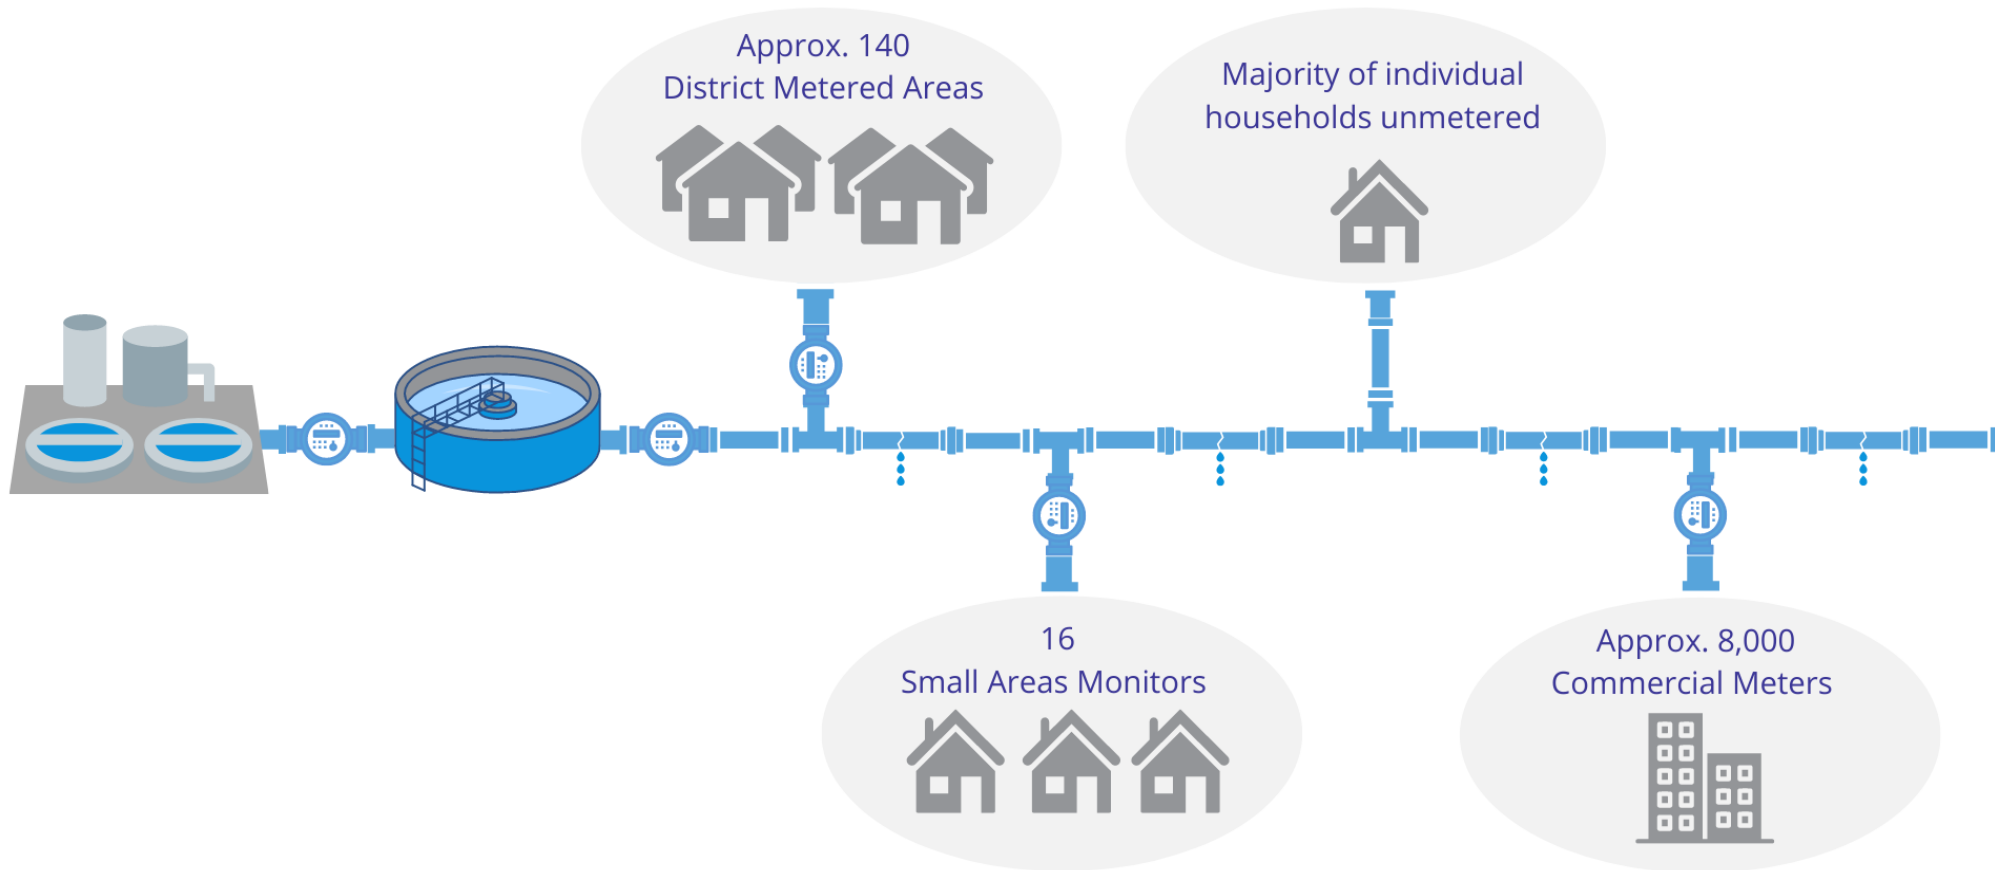 Approx. 140
District Metered Areas
Majority of individual
households unmetered
16
Small Areas Monitors
Approx. 8,000
Commercial Meters